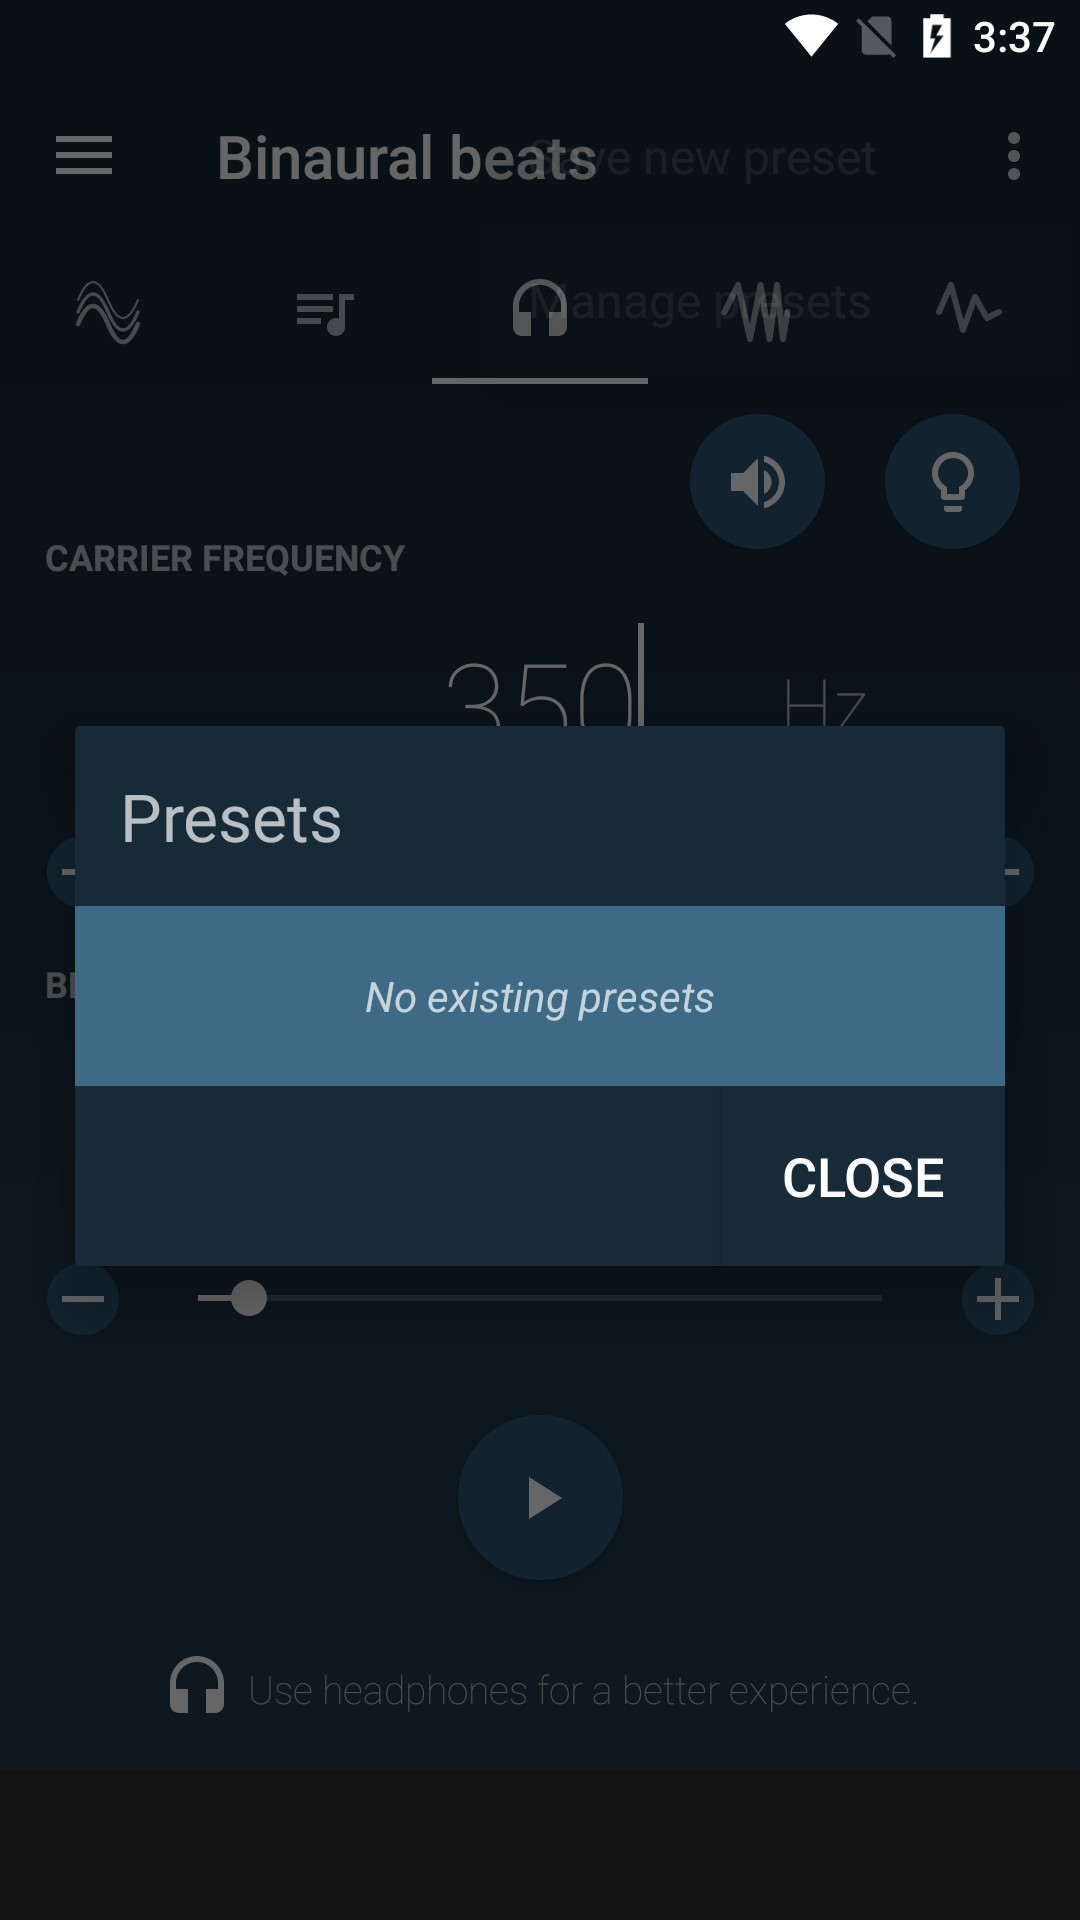 3:37
Binaural beats
Save new preset
Manage presets
CARRIER FREQUENCY
350 Hz
Presets
No existing presets
CLOSE
Use headphones for a better experience.